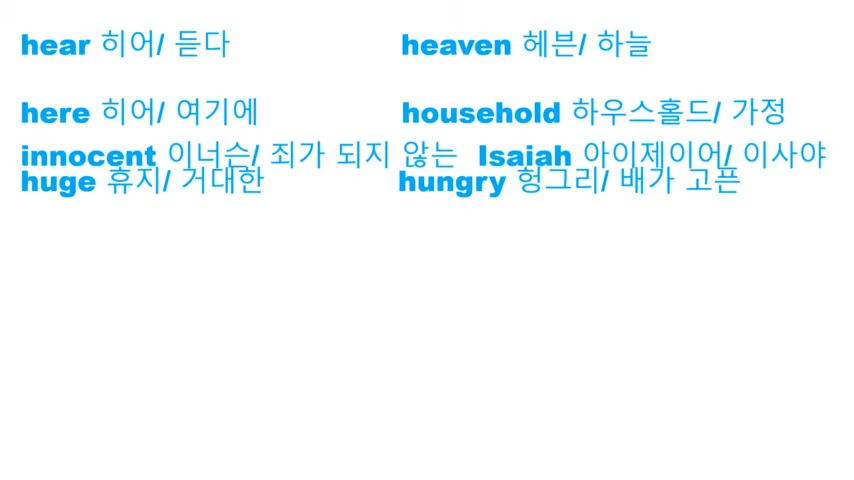 hear 히어/ 듣다 heaven 헤븐/ 하늘
here 히어/ 여기에 household 하우스홀드/ 가정
innocent 이너슨/ 죄가 되지 않는 Isaiah 아이제이어/ 이사야
huge 휴지/ 거대한 hungry 헝그리/ 배가 고픈